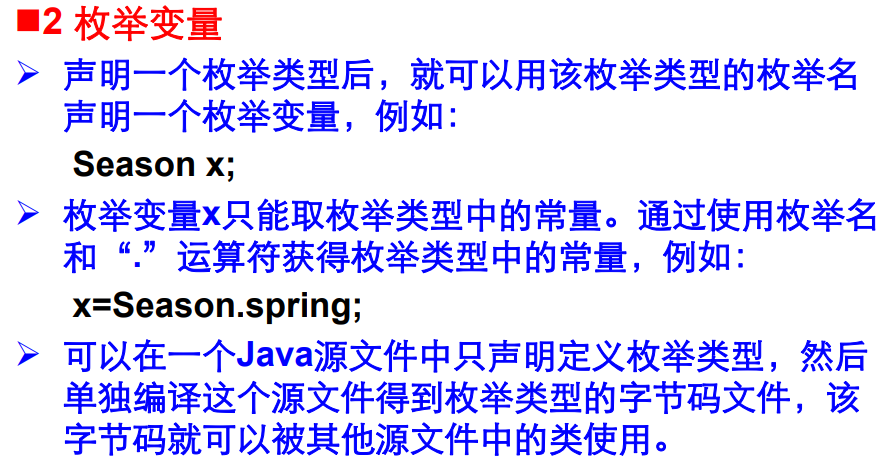 ■2 枚举变量
➢ 声明一个枚举类型后，就可以用该枚举类型的枚举名
声明一个枚举变量，例如：
Season x;
➢ 枚举变量x只能取枚举类型中的常量。通过使用枚举名
和“.”运算符获得枚举类型中的常量，例如：
x=Season.spring;
➢ 可以在一个Java源文件中只声明定义枚举类型，然后
单独编译这个源文件得到枚举类型的字节码文件，该
字节码就可以被其他源文件中的类使用。